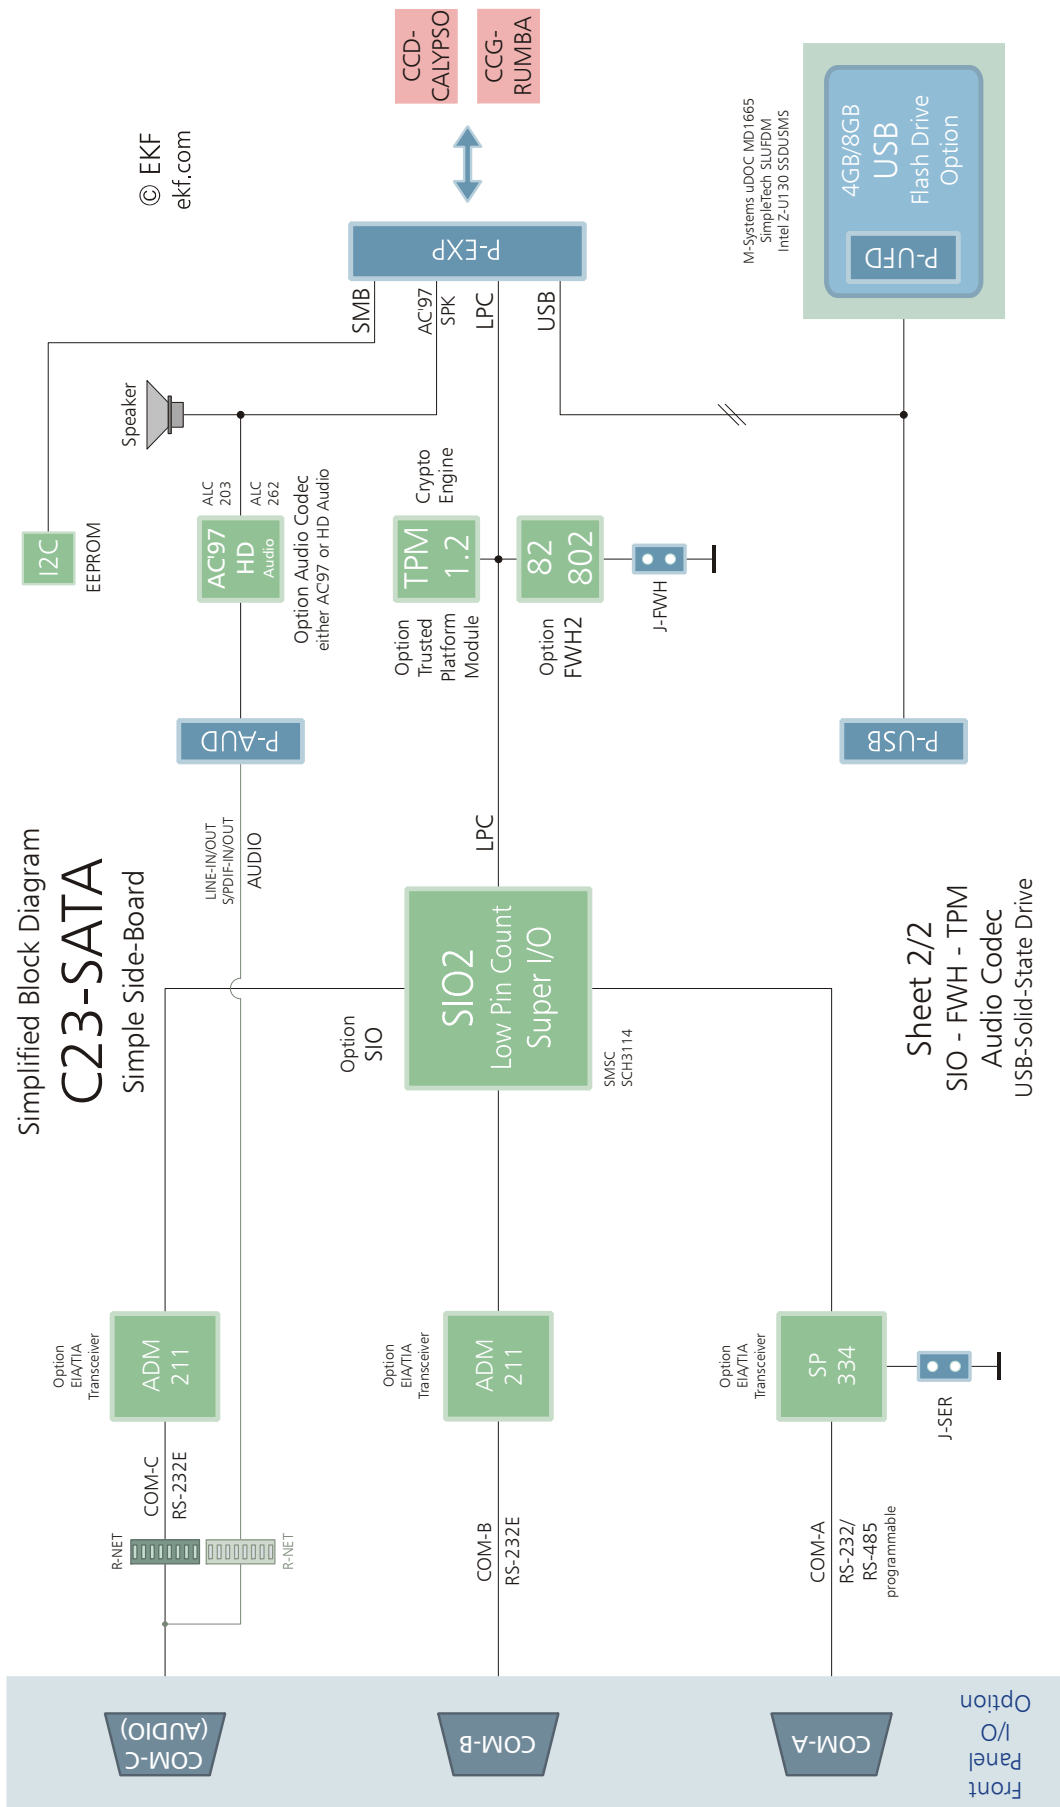 Simplified Block Diagram
C23-SATA
Simple Side-Board
© EKF
ekf.com
CCD-
CALYPSO
CCG-
RUMBA
P-EXP
SMB
AC'97
SPK
LPC
USB
M-Systems uDOC MD1665
SimpleTech SLUFDM
Intel Z-U130 SSDUSMS
4GB/8GB
USB
Flash Drive
Option
P-UFD
Speaker
I2C
EEPROM
ALC
203
ALC
262
AC'97
HD
Audio
Option Audio Codec
either AC97 or HD Audio
Crypto
Engine
TPM
1.2
Option
Trusted
Platform
Module
82
802
Option
FWH2
J-FWH
P-AUD
P-USB
LINE-IN/OUT
S/PDIF-IN/OUT
AUDIO
LPC
SIO2
Low Pin Count
Super I/O
Option
SIO
SMSC
SCH3114
Sheet 2/2
SIO - FWH - TPM
Audio Codec
USB-Solid-State Drive
Option
EIA/TIA
Transceiver
ADM
211
Option
EIA/TIA
Transceiver
ADM
211
Option
EIA/TIA
Transceiver
SP
334
J-SER
COM-C
RS-232E
R-NET
R-NET
COM-B
RS-232E
COM-A
RS-232/
RS-485
programmable
COM-C
(AUDIO)
COM-B
COM-A
Front
Panel
I/O
Option